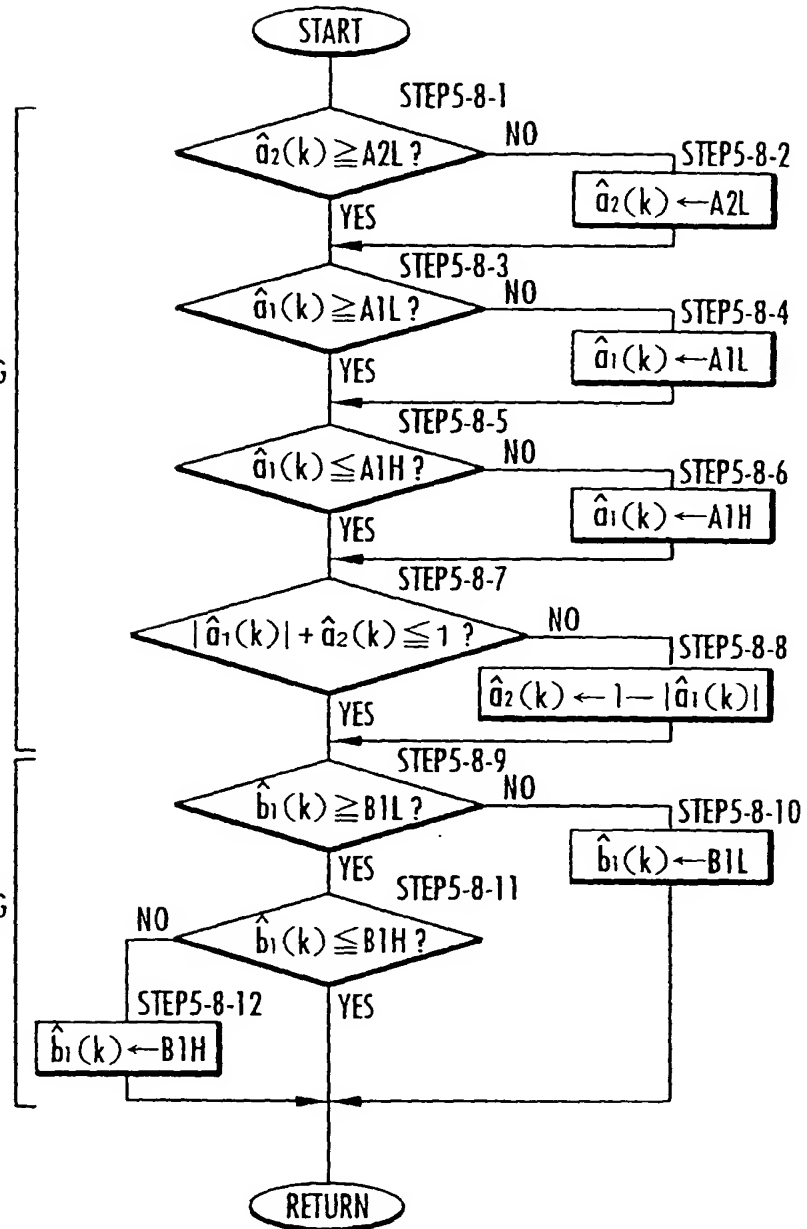 START
STEP5-8-1
â2(k) ≧ A2L ?
NO
STEP5-8-2
â2(k) ← A2L
YES
STEP5-8-3
â1(k) ≧ A1L ?
NO
STEP5-8-4
â1(k) ← A1L
YES
STEP5-8-5
â1(k) ≦ A1H ?
NO
STEP5-8-6
â1(k) ← A1H
YES
STEP5-8-7
|â1(k)| + â2(k) ≦ 1 ?
NO
STEP5-8-8
â2(k) ← 1 — |â1(k)|
YES
STEP5-8-9
b̂1(k) ≧ B1L ?
NO
STEP5-8-10
b̂1(k) ← B1L
YES
STEP5-8-11
b̂1(k) ≦ B1H ?
NO
STEP5-8-12
b̂1(k) ← B1H
YES
RETURN
G
G